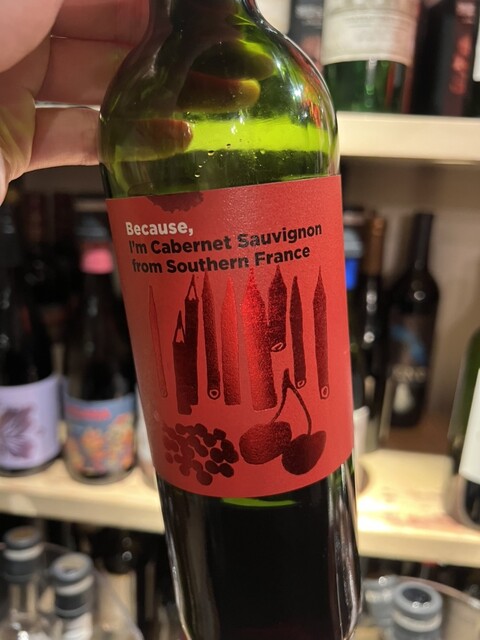 Because,
I'm Cabernet Sauvignon
from Southern France